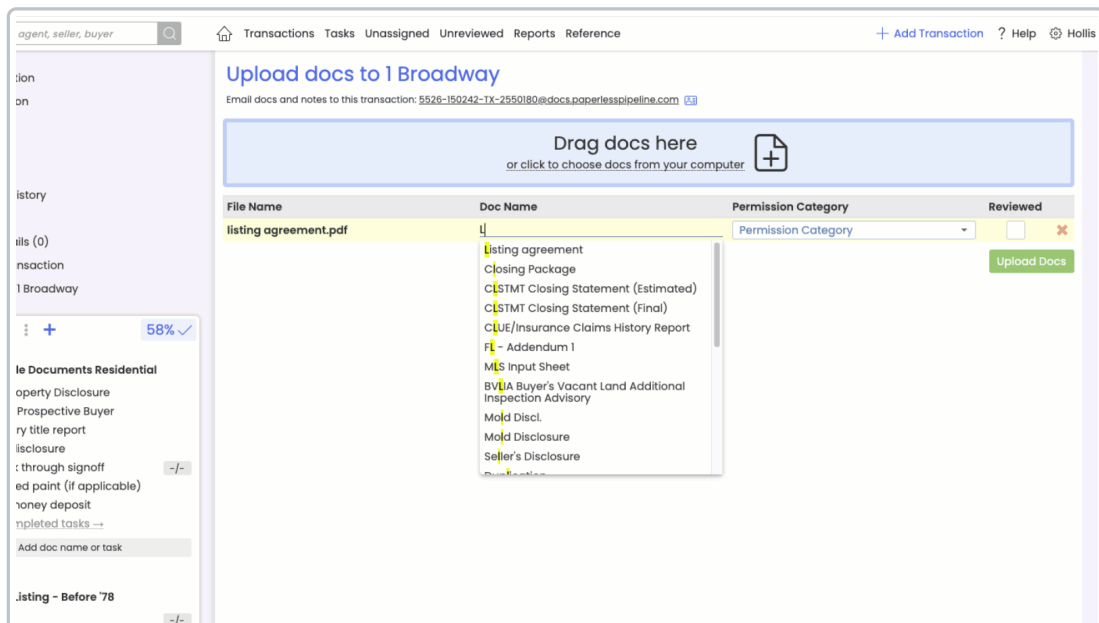 agent, seller, buyer
Transactions Tasks Unassigned Unreviewed Reports Reference
+ Add Transaction ? Help Hollis
Upload docs to 1 Broadway
Email docs and notes to this transaction: 5526-150242-TX-2550180@docs.paperlesspipeline.com
Drag docs here
or click to choose docs from your computer
File Name Doc Name Permission Category Reviewed
listing agreement.pdf L Permission Category
Upload Docs
Listing agreement
Closing Package
CLSTMT Closing Statement (Estimated)
CLSTMT Closing Statement (Final)
CLUE/Insurance Claims History Report
FL - Addendum 1
MLS Input Sheet
BVLIA Buyer's Vacant Land Additional
Inspection Advisory
Mold Discl.
Mold Disclosure
Seller's Disclosure
tion
on
istory
ails (0)
nsaction
1 Broadway
+ 58%
le Documents Residential
operty Disclosure
Prospective Buyer
ry title report
isclosure
through signoff -/-
ed paint (if applicable)
noney deposit
mpleted tasks →
Add doc name or task
isting - Before '78
-/-